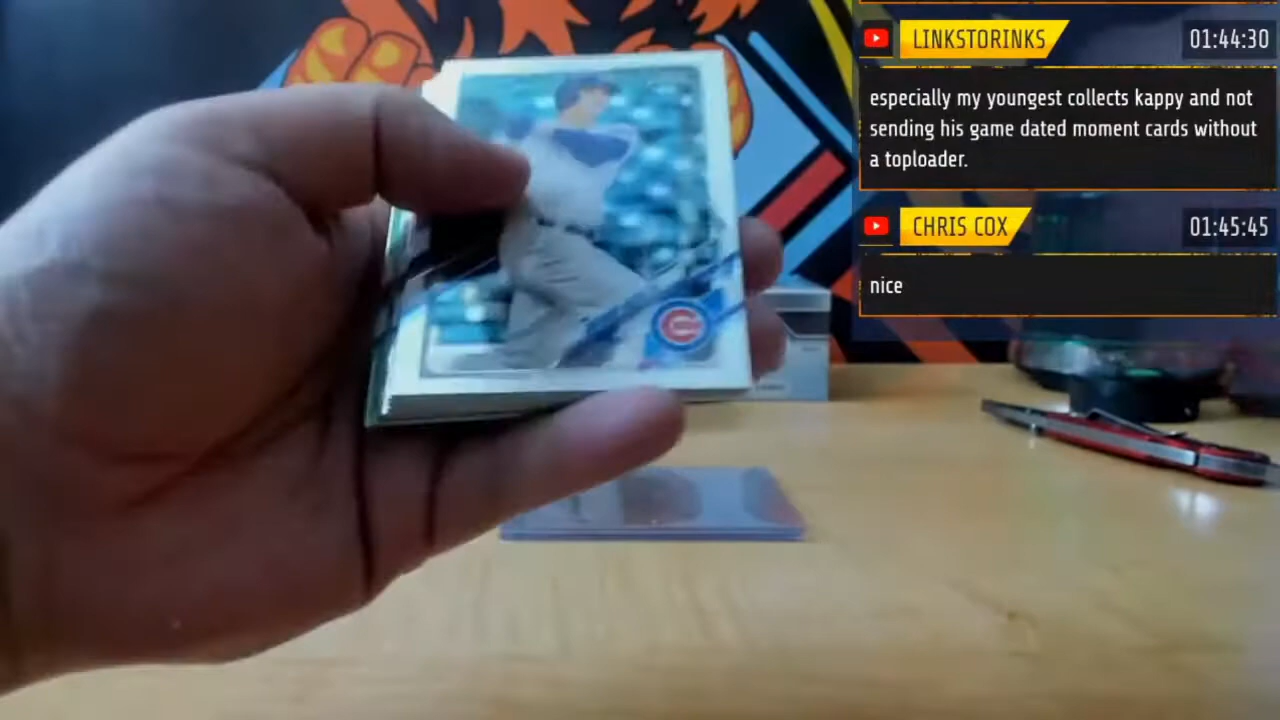 LINKSTORINKS 01:44:30
especially my youngest collects kappy and not
sending his game dated moment cards without
a toploader.
CHRIS COX 01:45:45
nice
C